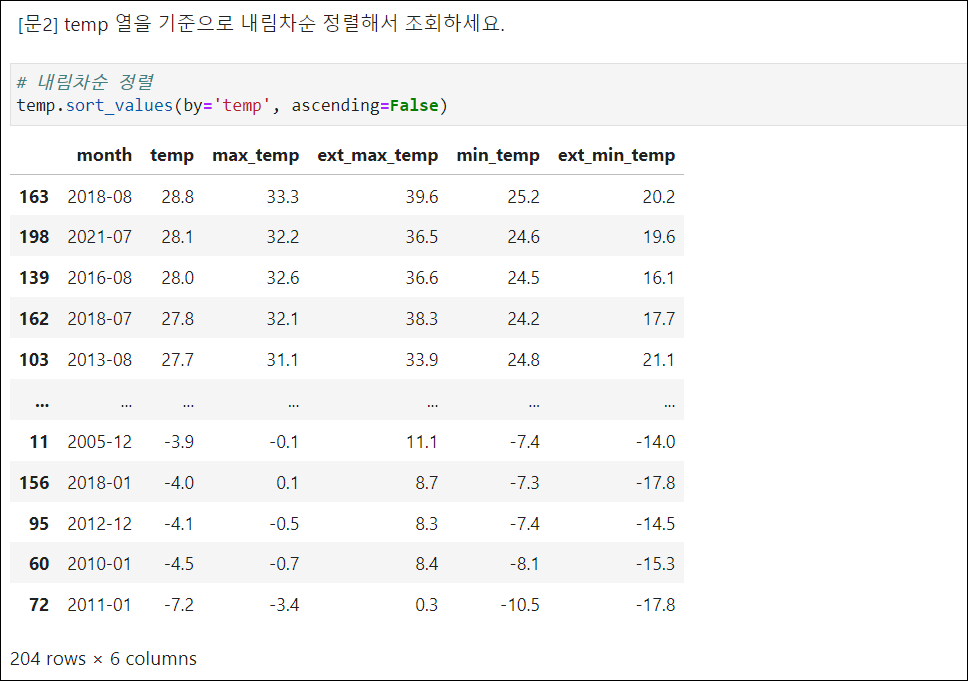 [문2] temp 열을 기준으로 내림차순 정렬해서 조회하세요.
# 내림차순 정렬
temp.sort_values(by='temp', ascending=False)
month temp max_temp ext_max_temp min_temp ext_min_temp
163 2018-08 28.8 33.3 39.6 25.2 20.2
198 2021-07 28.1 32.2 36.5 24.6 19.6
139 2016-08 28.0 32.6 36.6 24.5 16.1
162 2018-07 27.8 32.1 38.3 24.2 17.7
103 2013-08 27.7 31.1 33.9 24.8 21.1
... ... ... ... ... ... ...
11 2005-12 -3.9 -0.1 11.1 -7.4 -14.0
156 2018-01 -4.0 0.1 8.7 -7.3 -17.8
95 2012-12 -4.1 -0.5 8.3 -7.4 -14.5
60 2010-01 -4.5 -0.7 8.4 -8.1 -15.3
72 2011-01 -7.2 -3.4 0.3 -10.5 -17.8
204 rows × 6 columns